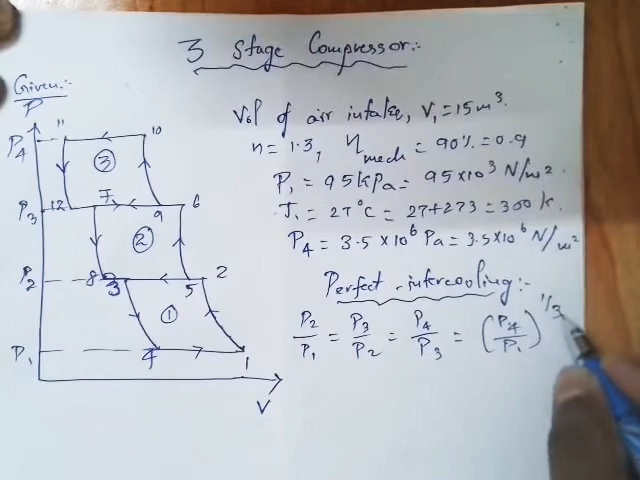 3 Stage Compressor:-
Given:-
P
Vol of air intake, V₁ = 15 m³.
n = 1.3, η mech = 90% = 0.9
P₁ = 95 kPa = 95×10³ N/m².
T₁ = 27°C = 27+273 = 300 k.
P₄ = 3.5×10⁶ Pa = 3.5×10⁶ N/m²
Perfect intercooling:-
P₂/P₁ = P₃/P₂ = P₄/P₃ = (P₄/P₁)^1/3
P₄ 11 10
③
P₃ 12 7 9 6
②
P₂ 8 3 5 2
①
P₁ 4 1
V